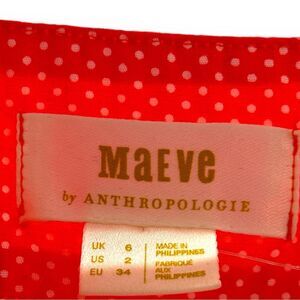 MaEve
by ANTHROPOLOGIE
UK 6
US 2
EU 34
MADE IN
PHILIPPINES
FABRIQUÉ
AUX
PHILIPPINES